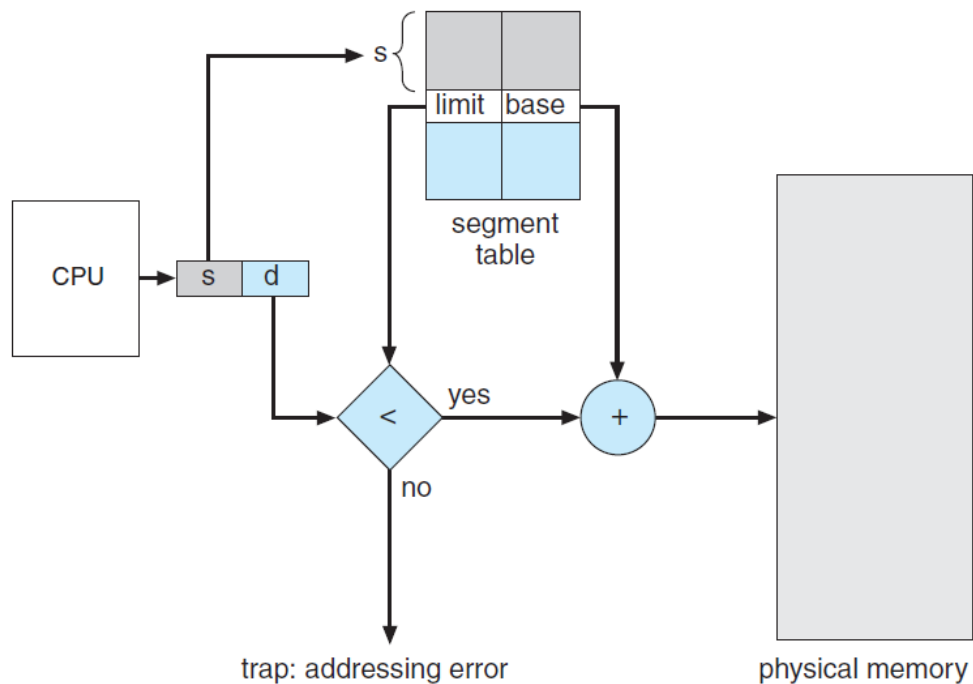 s
limit base
segment
table
CPU
s d
<
yes
+
no
trap: addressing error
physical memory